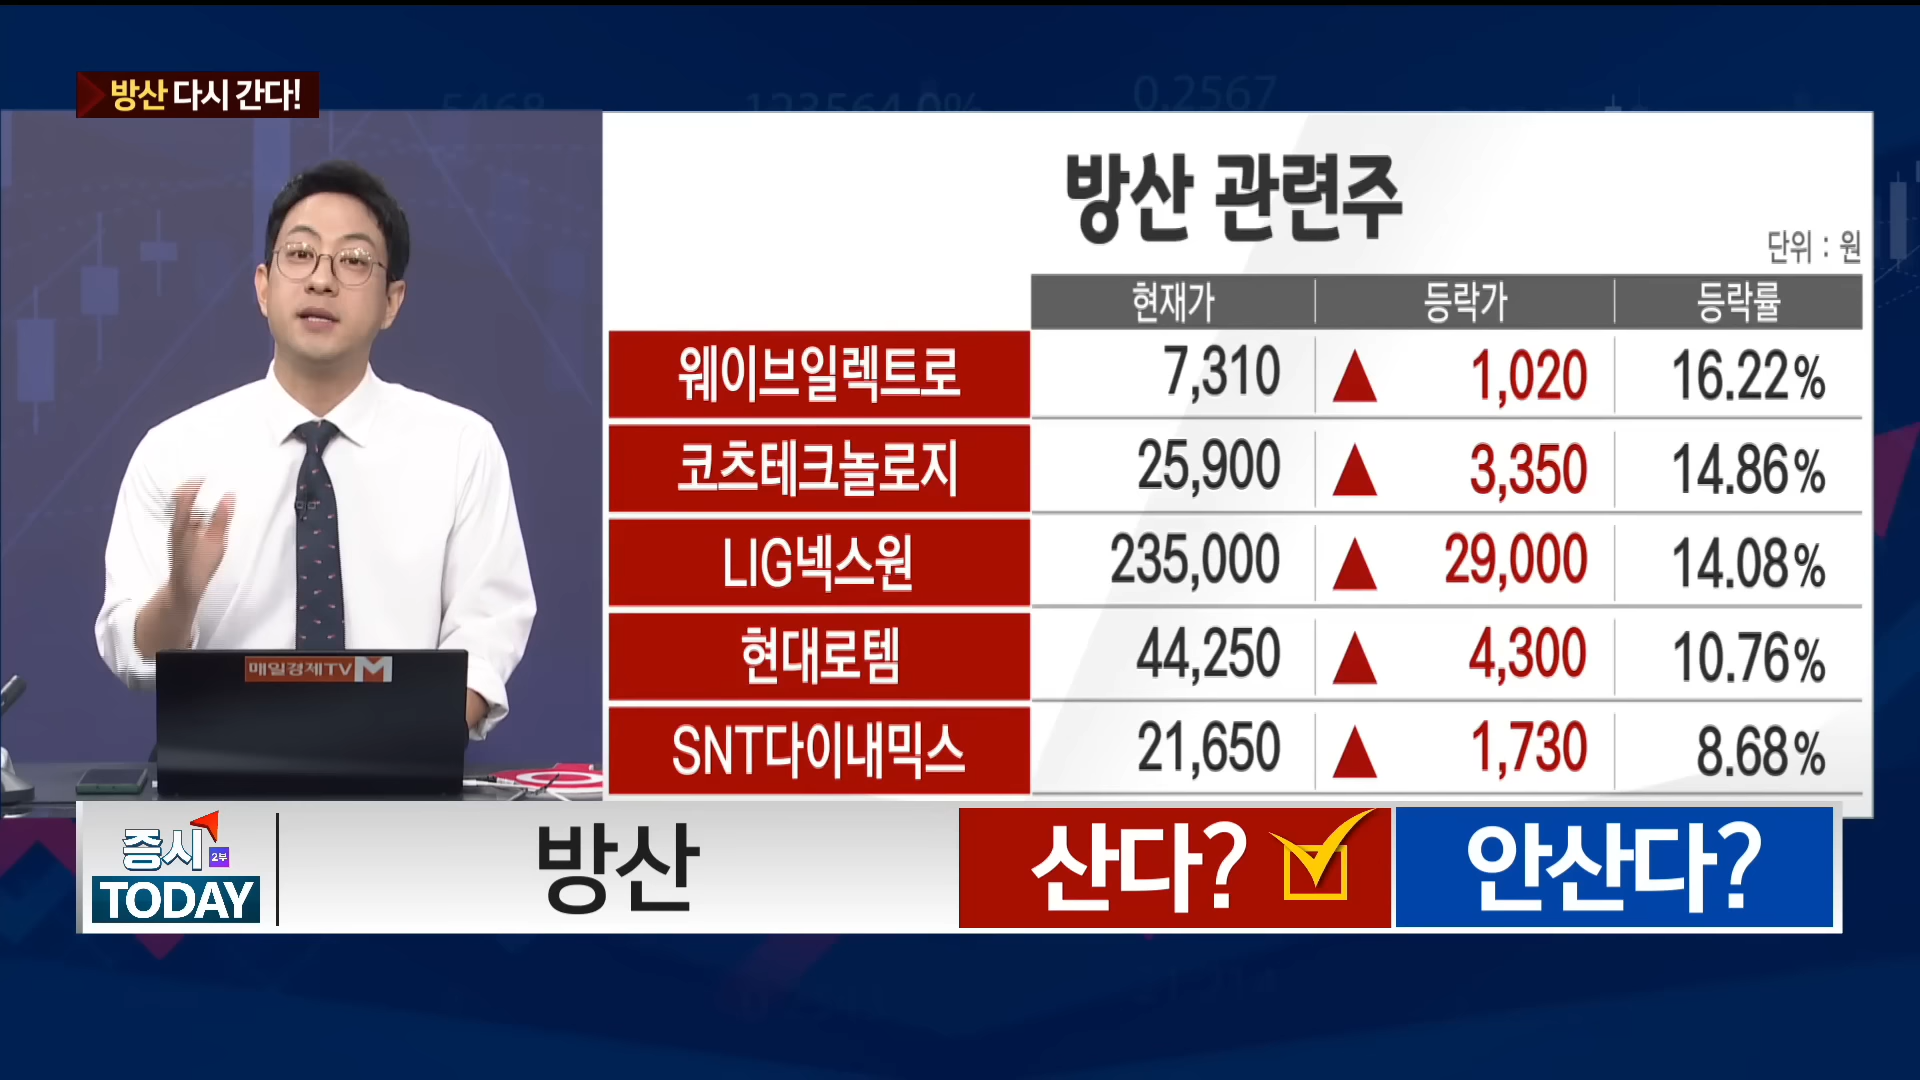 방산 다시 간다!
방산 관련주
단위 : 원
현재가 등락가 등락률
웨이브일렉트로 7,310 ▲ 1,020 16.22%
코츠테크놀로지 25,900 ▲ 3,350 14.86%
LIG넥스원 235,000 ▲ 29,000 14.08%
현대로템 44,250 ▲ 4,300 10.76%
SNT다이내믹스 21,650 ▲ 1,730 8.68%
매일경제TV M
증시 2부
TODAY
방산
산다?
안산다?
0.2567
123564.0%
5468